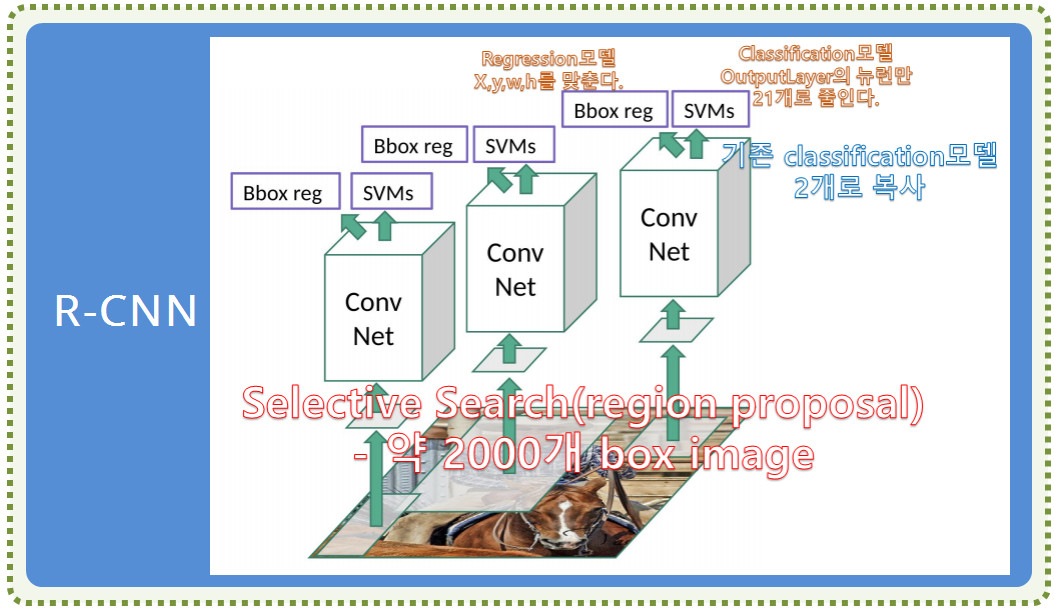 Regression모델
X,y,w,h를 맞춘다.
Classification모델
OutputLayer의 뉴런만
21개로 줄인다.
Bbox reg
SVMs
Bbox reg
SVMs
Bbox reg
SVMs
기존 classification모델
2개로 복사
Conv
Net
Conv
Net
Conv
Net
R-CNN
Selective Search(region proposal)
- 약 2000개 box image